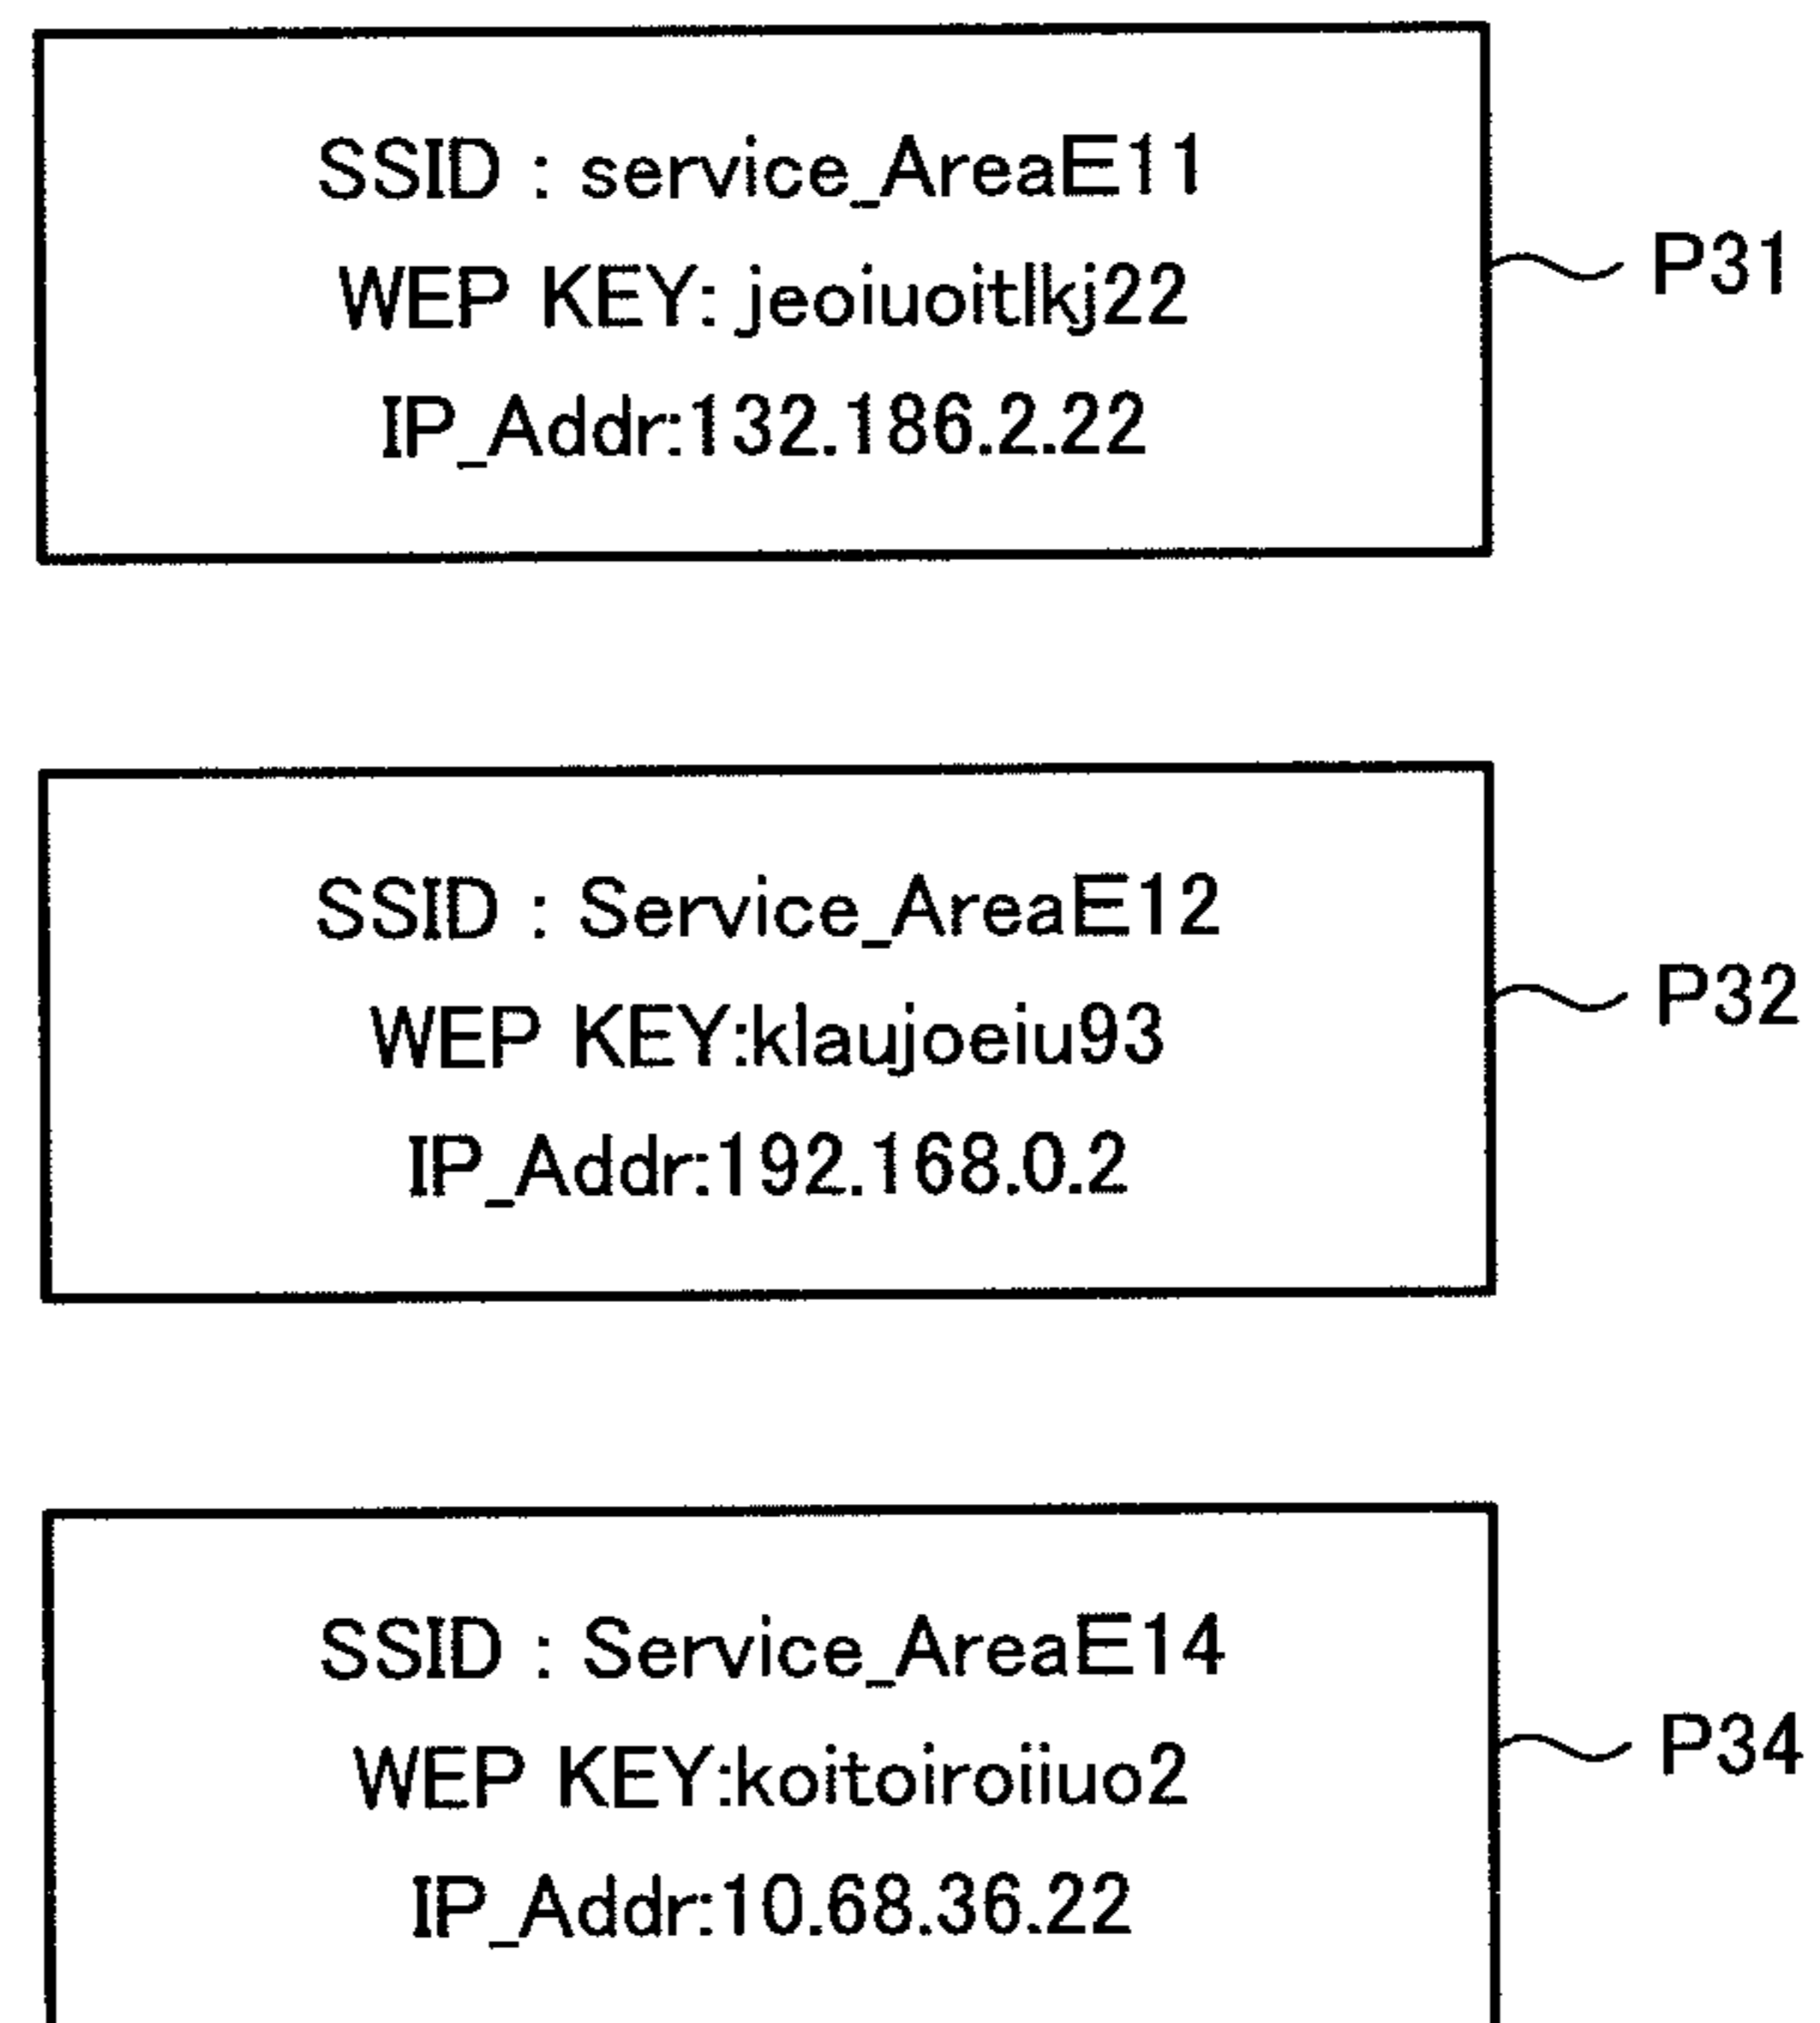 SSID : service_AreaE11
WEP KEY: jeoiuoitlkj22
IP_Addr:132.186.2.22
P31
SSID : Service_AreaE12
WEP KEY:klaujoeiu93
IP_Addr:192.168.0.2
P32
SSID : Service_AreaE14
WEP KEY:koitoiroiiuo2
IP_Addr:10.68.36.22
P34